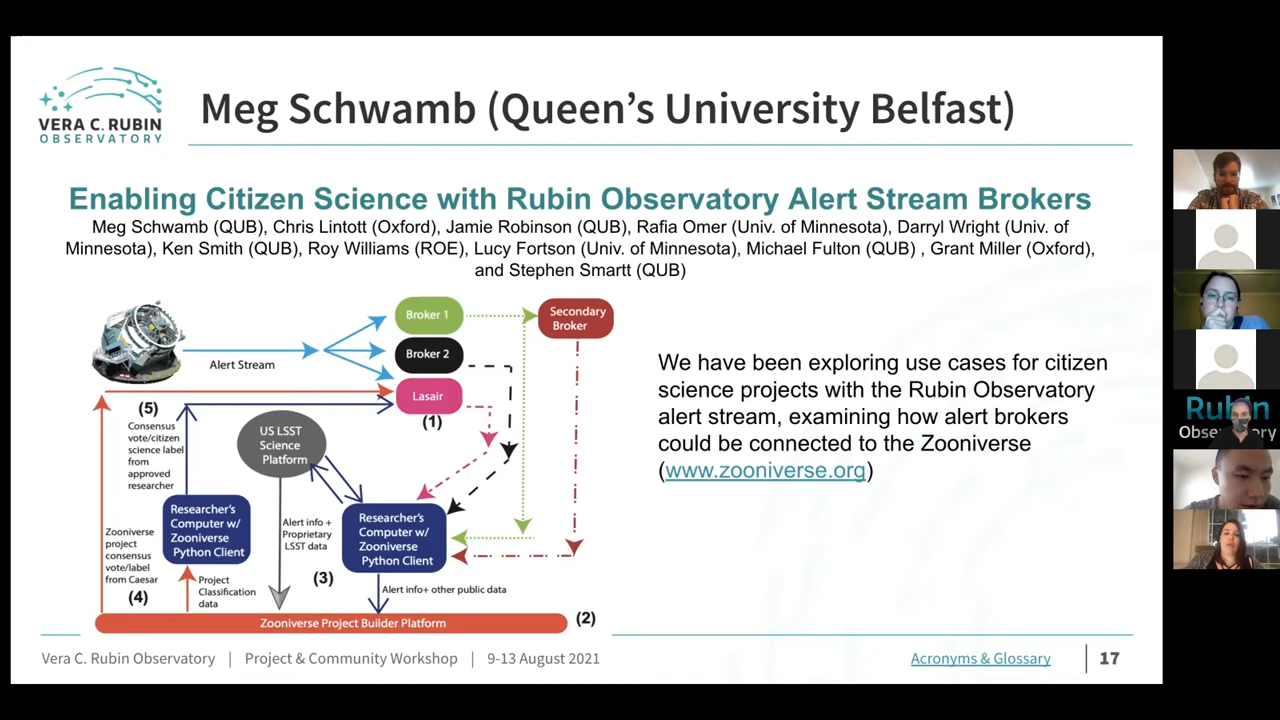 VERA C. RUBIN
OBSERVATORY
Meg Schwamb (Queen's University Belfast)
Enabling Citizen Science with Rubin Observatory Alert Stream Brokers
Meg Schwamb (QUB), Chris Lintott (Oxford), Jamie Robinson (QUB), Rafia Omer (Univ. of Minnesota), Darryl Wright (Univ. of
Minnesota), Ken Smith (QUB), Roy Williams (ROE), Lucy Fortson (Univ. of Minnesota), Michael Fulton (QUB) , Grant Miller (Oxford),
and Stephen Smartt (QUB)
Alert Stream
Broker 1
Broker 2
Lasair
(1)
Secondary
Broker
(5)
Consensus
vote/citizen
science label
from
approved
researcher
US LSST
Science
Platform
Researcher's
Computer w/
Zooniverse
Python Client
Zooniverse
project
consensus
vote/label
from Caesar
(4)
Project
Classification
data
Alert info +
Proprietary
LSST data
(3)
Researcher's
Computer w/
Zooniverse
Python Client
Alert info+ other public data
Zooniverse Project Builder Platform
(2)
We have been exploring use cases for citizen
science projects with the Rubin Observatory
alert stream, examining how alert brokers
could be connected to the Zooniverse
(www.zooniverse.org)
Vera C. Rubin Observatory | Project & Community Workshop | 9-13 August 2021
Acronyms & Glossary | 17